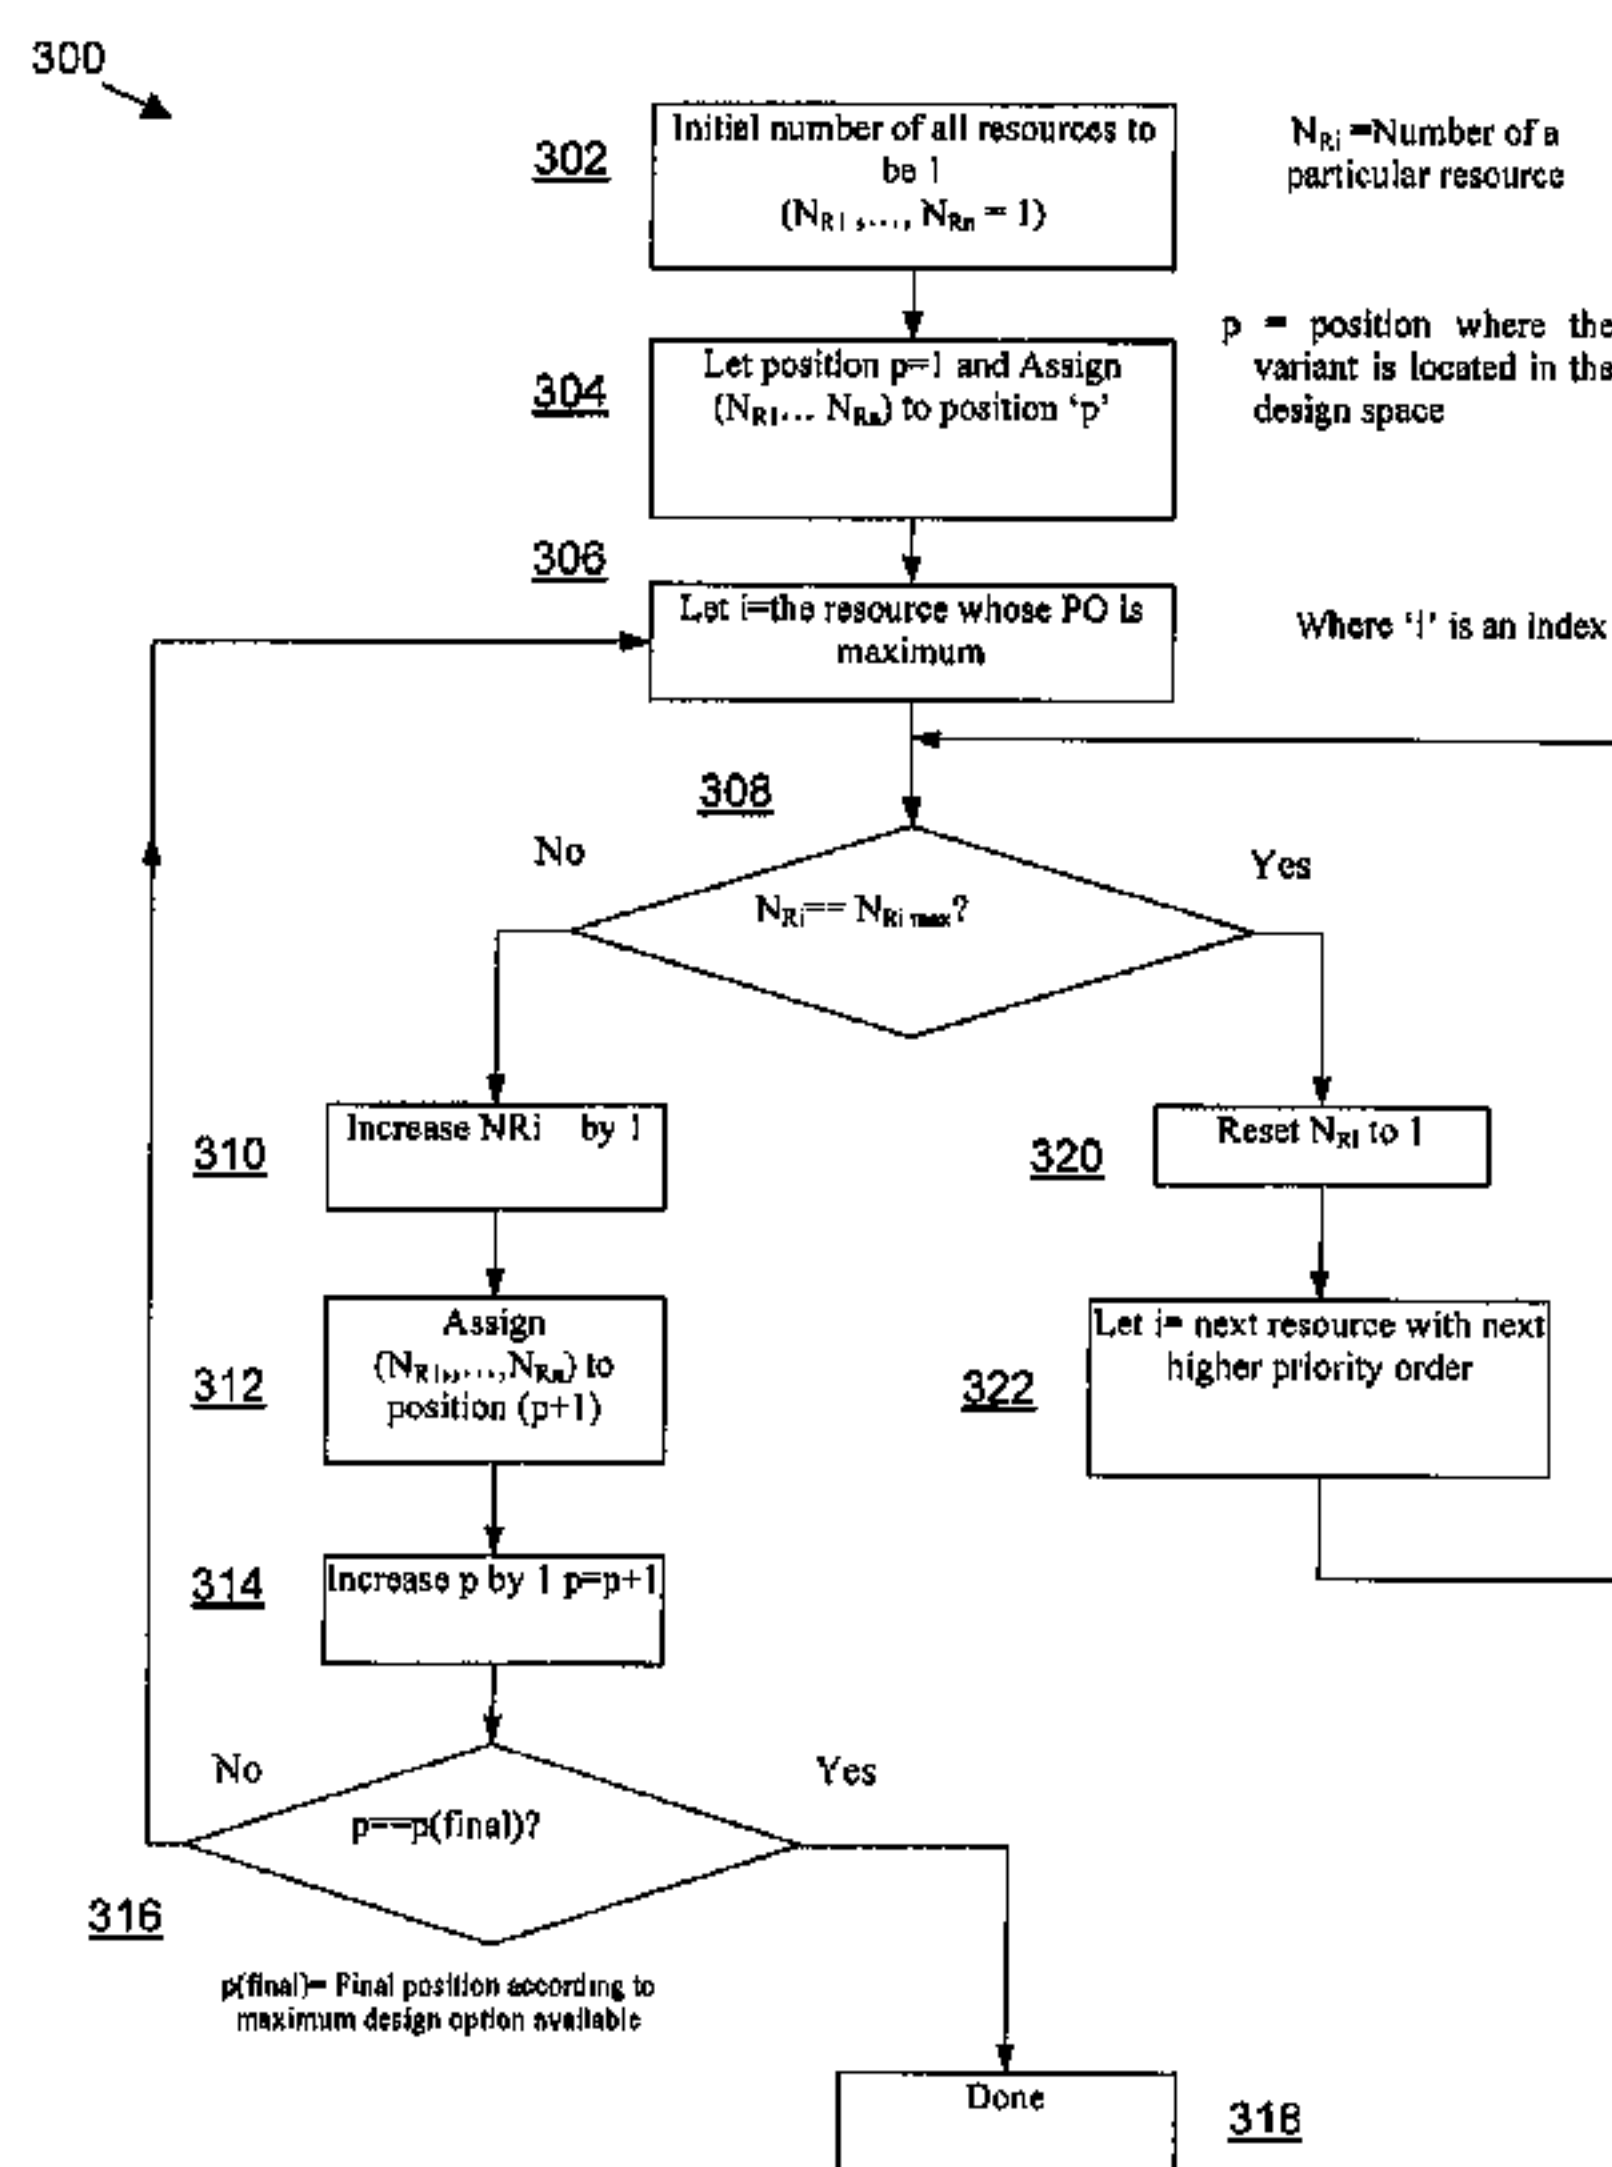 300
302
Initial number of all resources to
be 1
(NR1 ,..., NRn = 1)
NRi =Number of a
particular resource
304
Let position p=1 and Assign
(NR1... NRn) to position ‘p’
p = position where the
variant is located in the
design space
306
Let i=the resource whose PO is
maximum
Where ‘i’ is an index
308
No
Yes
NRi== NRi max?
310
Increase NRi by 1
320
Reset NRi to 1
312
Assign
(NR1,,...,NRn) to
position (p+1)
322
Let i= next resource with next
higher priority order
314
Increase p by 1 p=p+1
No
Yes
p==p(final)?
316
p(final)= Final position according to
maximum design option available
Done
318